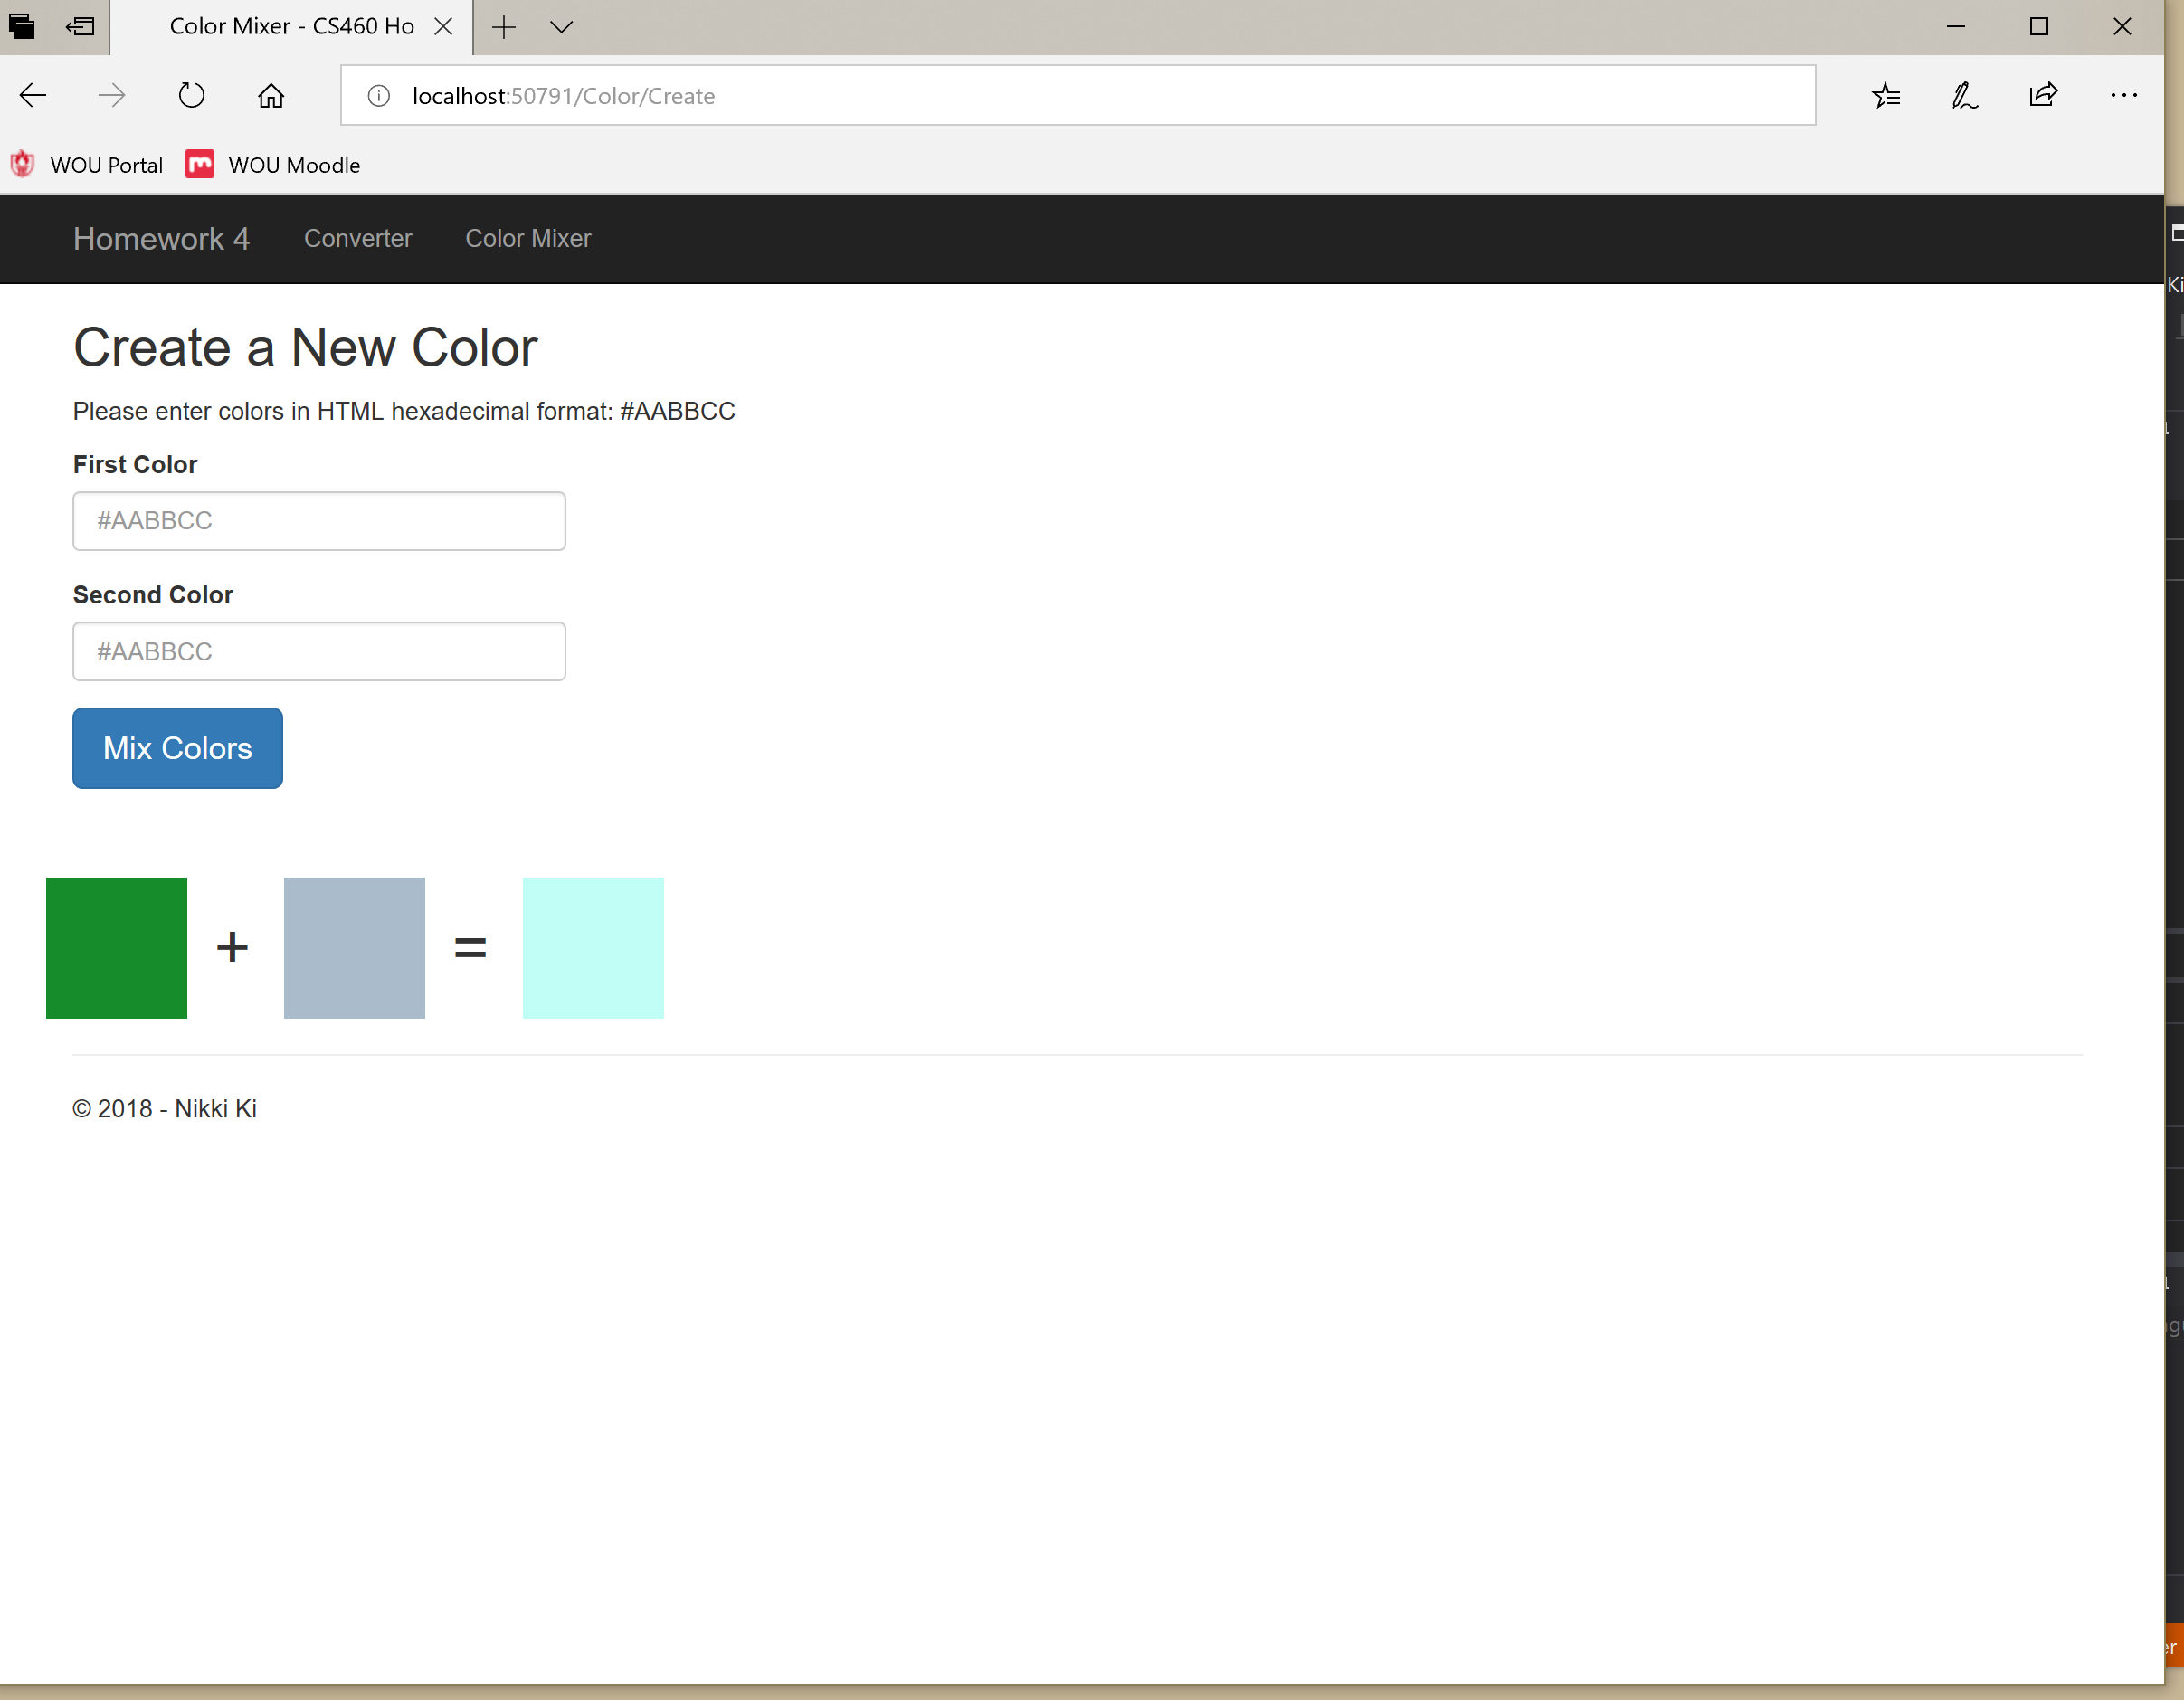 Color Mixer - CS460 Ho
localhost:50791/Color/Create
WOU Portal WOU Moodle
Homework 4 Converter Color Mixer
Ki
Create a New Color
Please enter colors in HTML hexadecimal format: #AABBCC
First Color
#AABBCC
Second Color
#AABBCC
Mix Colors
+ =
© 2018 - Nikki Ki
er